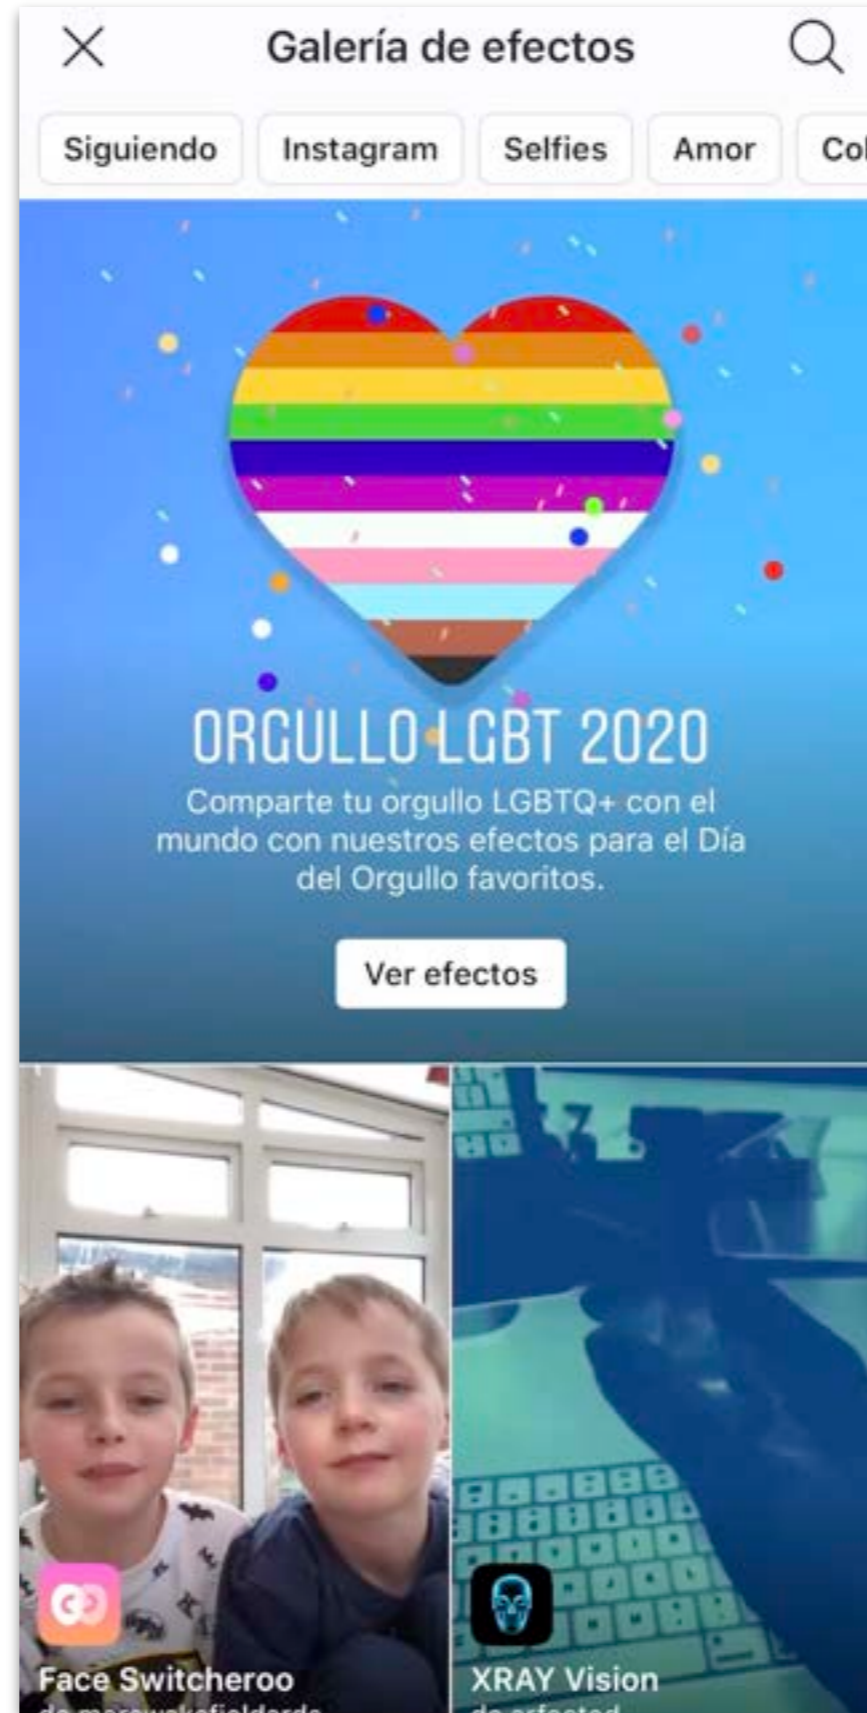 Galería de efectos
Siguiendo Instagram Selfies Amor
ORGULLO LGBT 2020
Comparte tu orgullo LGBTQ+ con el
mundo con nuestros efectos para el Día
del Orgullo favoritos.
Ver efectos
Face Switcheroo
XRAY Vision